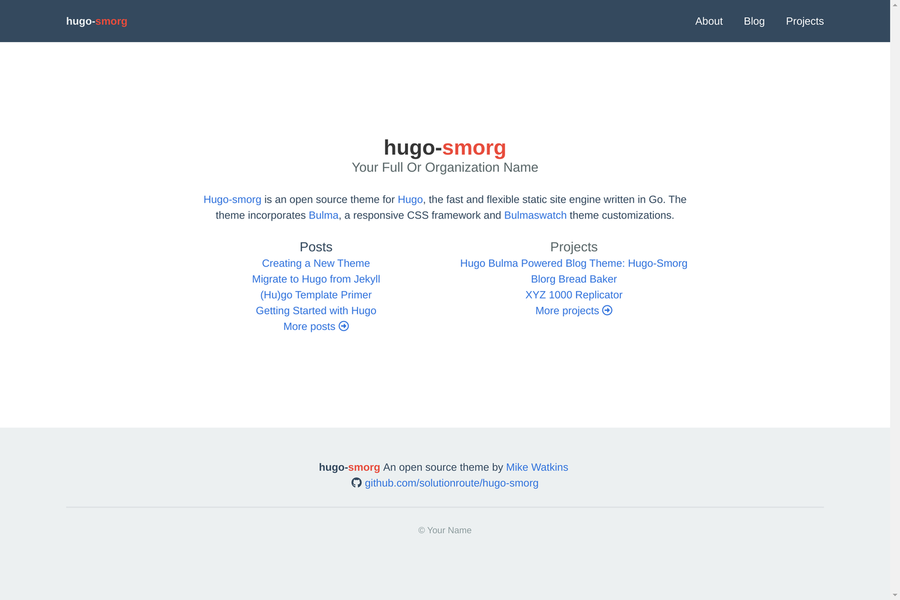 hugo-smorg
About Blog Projects
hugo-smorg
Your Full Or Organization Name
Hugo-smorg is an open source theme for Hugo, the fast and flexible static site engine written in Go. The
theme incorporates Bulma, a responsive CSS framework and Bulmaswatch theme customizations.
Posts
Creating a New Theme
Migrate to Hugo from Jekyll
(Hu)go Template Primer
Getting Started with Hugo
More posts
Projects
Hugo Bulma Powered Blog Theme: Hugo-Smorg
Blorg Bread Baker
XYZ 1000 Replicator
More projects
hugo-smorg An open source theme by Mike Watkins
github.com/solutionroute/hugo-smorg
© Your Name